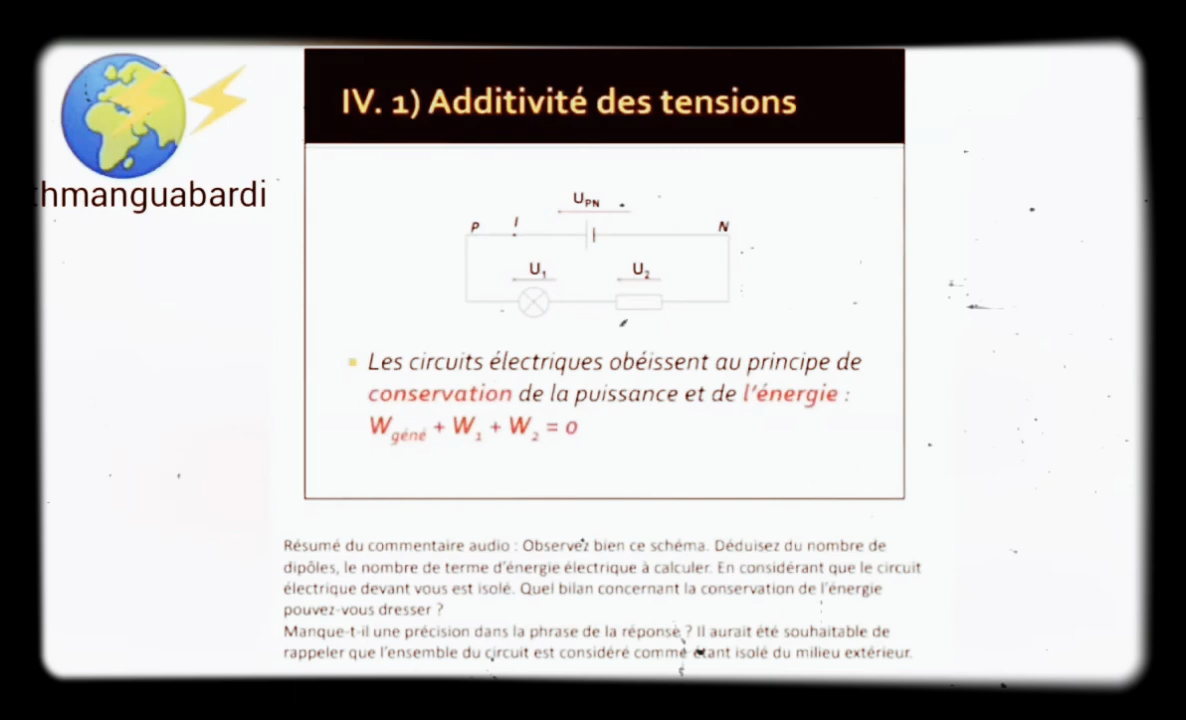 thmanguabardi
IV. 1) Additivité des tensions
U_PN
P I N
U₁ U₂
Les circuits électriques obéissent au principe de
conservation de la puissance et de l'énergie :
W_géné + W₁ + W₂ = 0
Résumé du commentaire audio : Observez bien ce schéma. Déduisez du nombre de
dipôles, le nombre de terme d'énergie électrique à calculer. En considérant que le circuit
électrique devant vous est isolé. Quel bilan concernant la conservation de l'énergie
pouvez-vous dresser ?
Manque-t-il une précision dans la phrase de la réponse ? Il aurait été souhaitable de
rappeler que l'ensemble du circuit est considéré comme étant isolé du milieu extérieur.